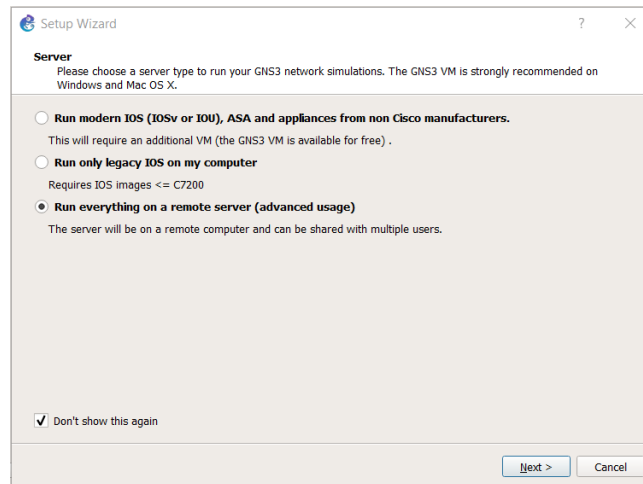 Setup Wizard
Server
Please choose a server type to run your GNS3 network simulations. The GNS3 VM is strongly recommended on
Windows and Mac OS X.
Run modern IOS (IOSv or IOU), ASA and appliances from non Cisco manufacturers.
This will require an additional VM (the GNS3 VM is available for free) .
Run only legacy IOS on my computer
Requires IOS images <= C7200
Run everything on a remote server (advanced usage)
The server will be on a remote computer and can be shared with multiple users.
Don't show this again
Next >
Cancel